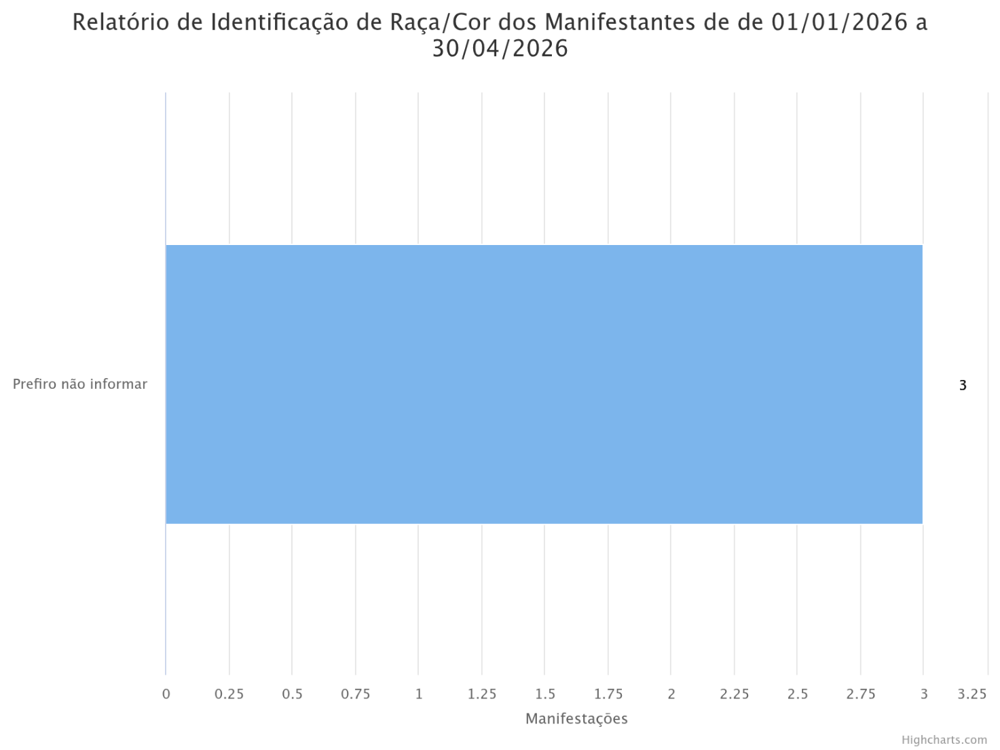 Relatório de Identificação de Raça/Cor dos Manifestantes de de 01/01/2026 a
30/04/2026
Prefiro não informar
3
0 0.25 0.5 0.75 1 1.25 1.5 1.75 2 2.25 2.5 2.75 3 3.25
Manifestações
Highcharts.com